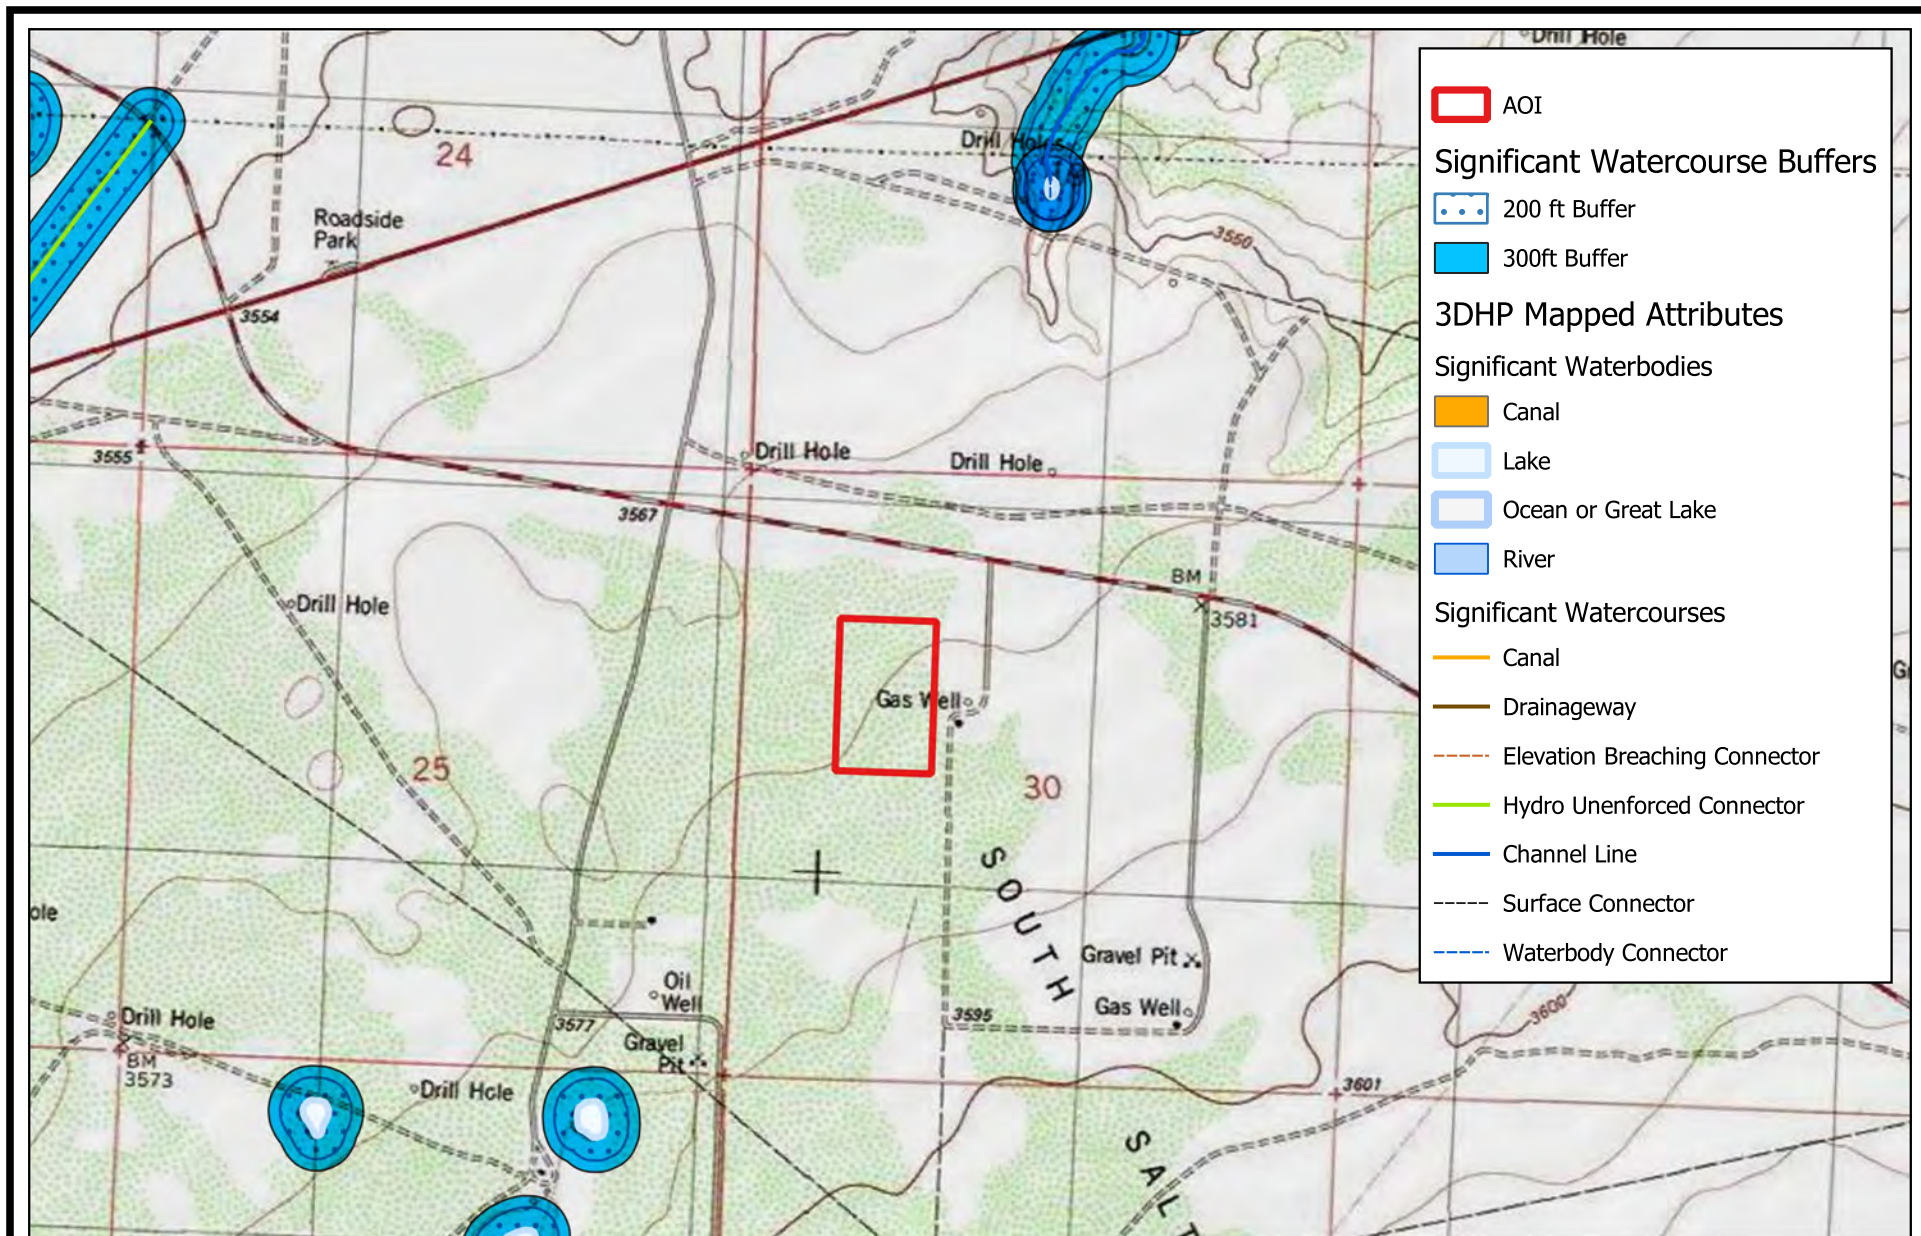 Drill Hole
AOI
Significant Watercourse Buffers
200 ft Buffer
300ft Buffer
3DHP Mapped Attributes
Significant Waterbodies
Canal
Lake
Ocean or Great Lake
River
Significant Watercourses
Canal
Drainageway
Elevation Breaching Connector
Hydro Unenforced Connector
Channel Line
Surface Connector
Waterbody Connector
24
Drill Holes
Roadside
Park
3550
3554
3555
Drill Hole
Drill Hole
3567
BM
3581
Drill Hole
Gas Well
25
30
SOUTH
ole
Gravel Pit
Oil
Well
Gas Well
3595
3600
Drill Hole
3577
Gravel
Pit
BM
3573
Drill Hole
3601
SALT
G